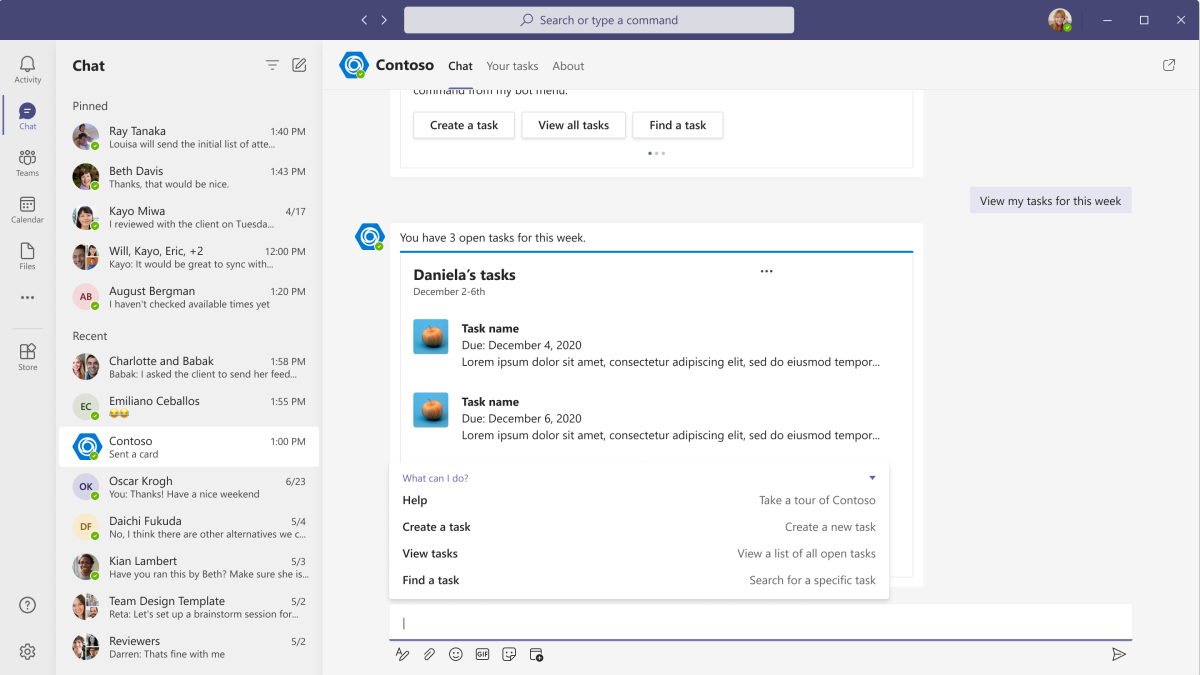 Search or type a command
Activity
Chat
Teams
Calendar
Files
Store
Chat
Pinned
Ray Tanaka 1:40 PM
Louisa will send the initial list of atte...
Beth Davis 1:43 PM
Thanks, that would be nice.
Kayo Miwa 4/17
I reviewed with the client on Tuesda...
Will, Kayo, Eric, +2 12:00 PM
Kayo: It would be great to sync with...
AB
August Bergman 1:20 PM
I haven't checked available times yet
Recent
Charlotte and Babak 1:58 PM
Babak: I asked the client to send her feed...
EC
Emiliano Ceballos 1:55 PM
😂😂
Contoso 1:00 PM
Sent a card
OK
Oscar Krogh 6/23
You: Thanks! Have a nice weekend
DF
Daichi Fukuda 5/4
No, I think there are other alternatives we c...
Kian Lambert 5/3
Have you ran this by Beth? Make sure she is...
Team Design Template 5/2
Reta: Let's set up a brainstorm session for...
Reviewers 5/2
Darren: Thats fine with me
Contoso Chat Your tasks About
command from my bot menu.
Create a task View all tasks Find a task
View my tasks for this week
You have 3 open tasks for this week.
Daniela's tasks
December 2-6th
Task name
Due: December 4, 2020
Lorem ipsum dolor sit amet, consectetur adipiscing elit, sed do eiusmod tempor...
Task name
Due: December 6, 2020
Lorem ipsum dolor sit amet, consectetur adipiscing elit, sed do eiusmod tempor...
What can I do?
Help Take a tour of Contoso
Create a task Create a new task
View tasks View a list of all open tasks
Find a task Search for a specific task
GIF